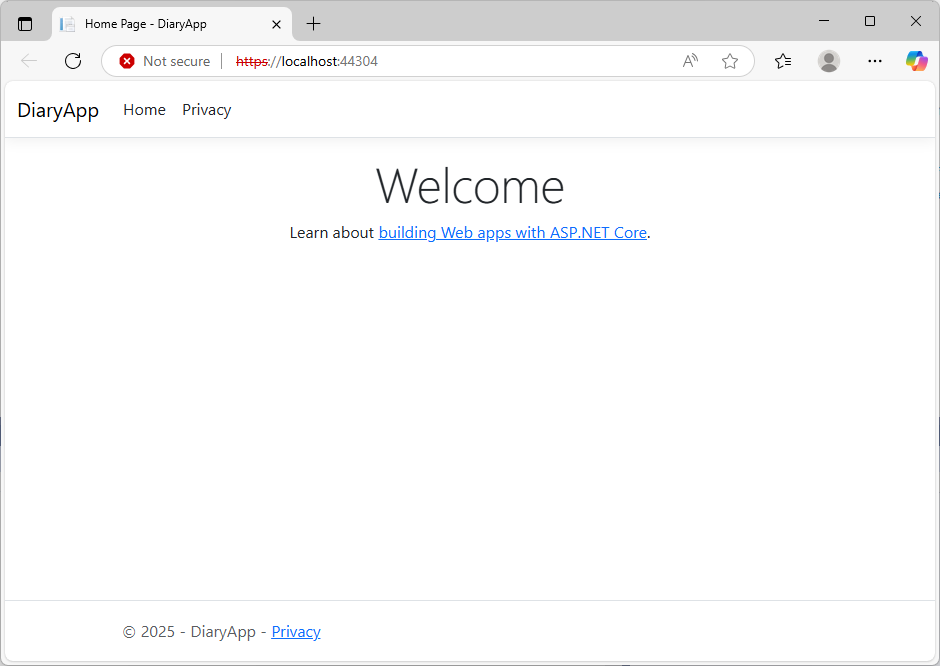 Home Page - DiaryApp
Not secure https://localhost:44304
DiaryApp Home Privacy
Welcome
Learn about building Web apps with ASP.NET Core.
© 2025 - DiaryApp - Privacy